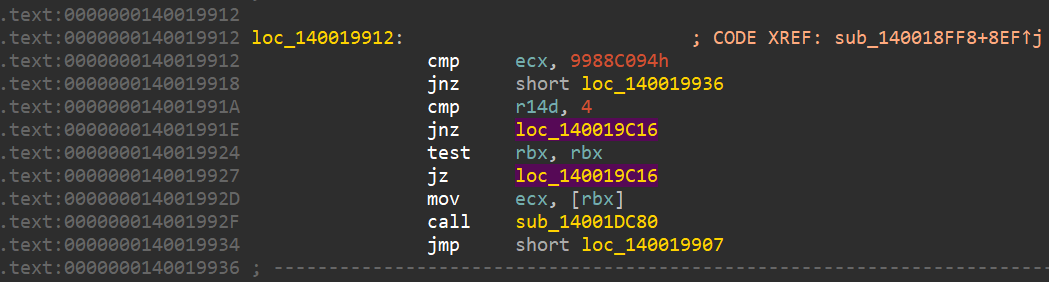 .text:0000000140019912
.text:0000000140019912 loc_140019912: ; CODE XREF: sub_140018FF8+8EF↑j
.text:0000000140019912 cmp ecx, 9988C094h
.text:0000000140019918 jnz short loc_140019936
.text:000000014001991A cmp r14d, 4
.text:000000014001991E jnz loc_140019C16
.text:0000000140019924 test rbx, rbx
.text:0000000140019927 jz loc_140019C16
.text:000000014001992D mov ecx, [rbx]
.text:000000014001992F call sub_14001DC80
.text:0000000140019934 jmp short loc_140019907
.text:0000000140019936 ; ---------------------------------------------------------------------------